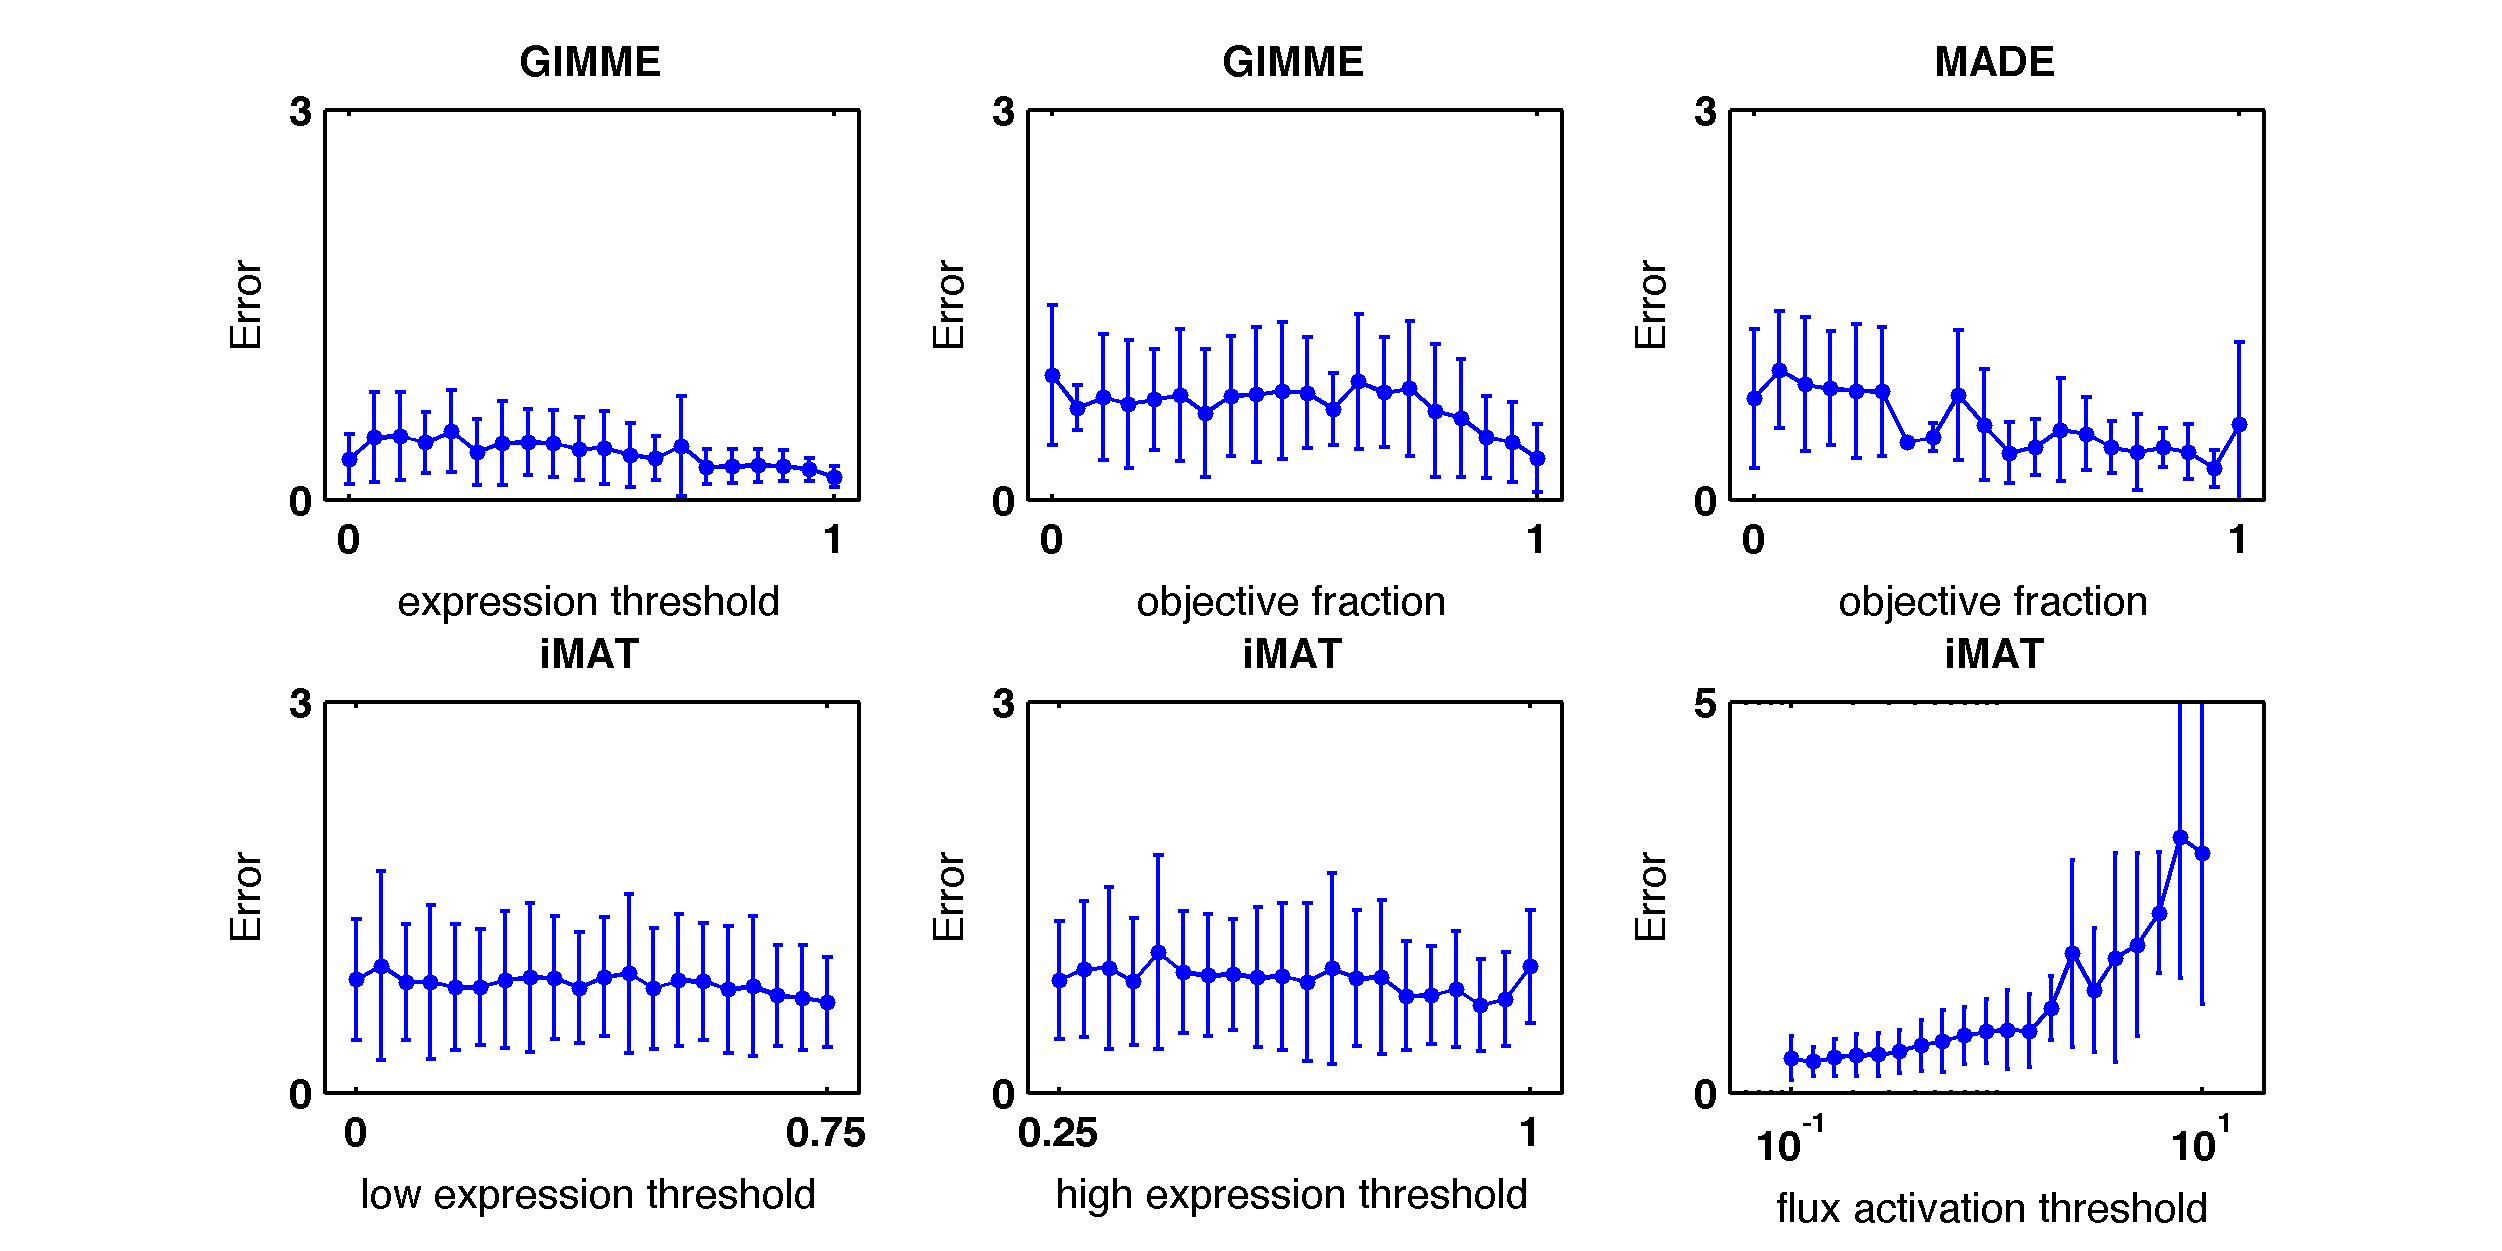 GIMME
3
Error
0
0 1
expression threshold
GIMME
3
Error
0
0 1
objective fraction
MADE
3
Error
0
0 1
objective fraction
iMAT
3
Error
0
0 0.75
low expression threshold
iMAT
3
Error
0
0.25 1
high expression threshold
iMAT
5
Error
0
10^-1 10^1
flux activation threshold